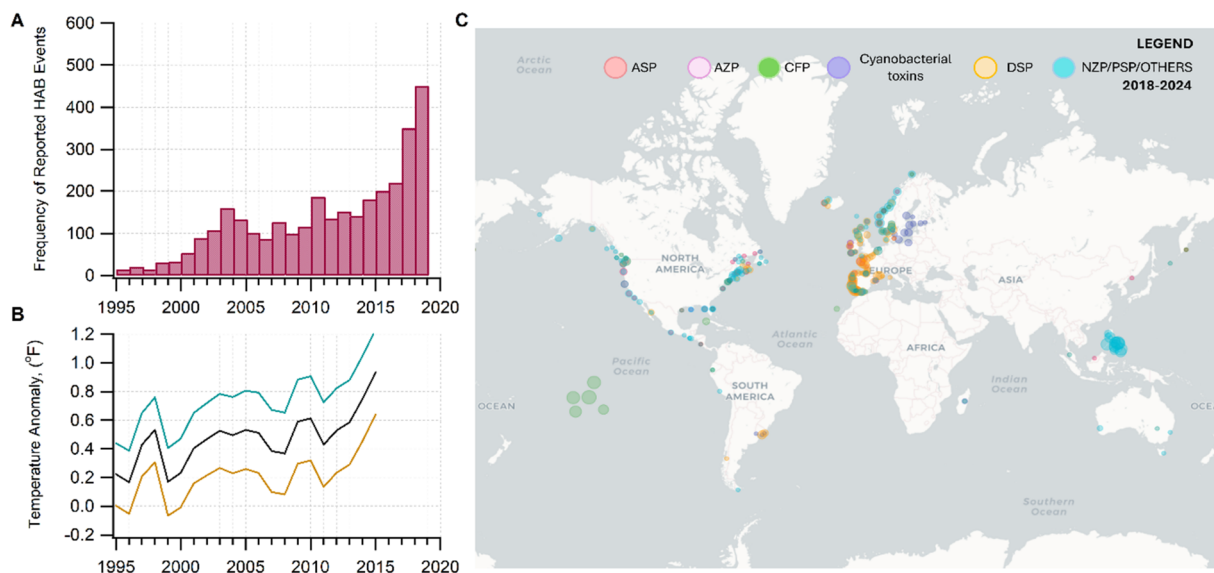 A
Frequency of Reported HAB Events
600
500
400
300
200
100
0
1995 2000 2005 2010 2015 2020
B
Temperature Anomaly, (°F)
1.2
1.0
0.8
0.6
0.4
0.2
0.0
-0.2
1995 2000 2005 2010 2015 2020
C
LEGEND
ASP AZP CFP Cyanobacterial toxins DSP NZP/PSP/OTHERS
2018-2024
Arctic
Ocean
NORTH
AMERICA
EUROPE
ASIA
Atlantic
Ocean
AFRICA
Pacific
Ocean
SOUTH
AMERICA
Indian
Ocean
OCEAN
OCE
Southern
Ocean